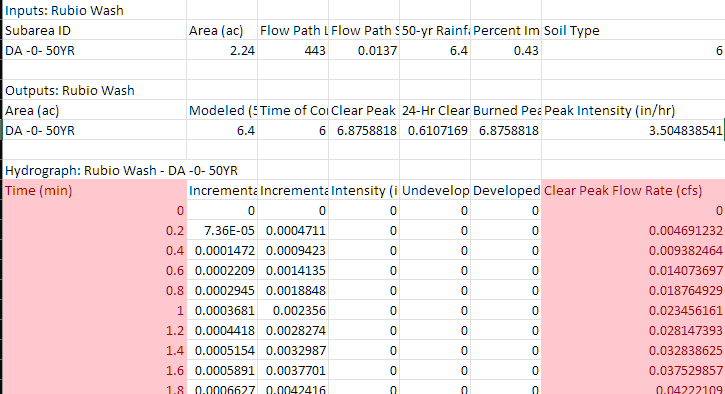 Inputs: Rubio Wash
Subarea ID Area (ac) Flow Path L Flow Path S 50-yr Rainfa Percent Im Soil Type
DA -0- 50YR 2.24 443 0.0137 6.4 0.43 6
Outputs: Rubio Wash
Area (ac) Modeled (5 Time of Co Clear Peak 24-Hr Clear Burned Pea Peak Intensity (in/hr)
DA -0- 50YR 6.4 6 6.8758818 0.6107169 6.8758818 3.504838541
Hydrograph: Rubio Wash - DA -0- 50YR
Time (min) Incrementa Incrementa Intensity (i Undevelop Developed Clear Peak Flow Rate (cfs)
0 0 0 0 0 0 0
0.2 7.36E-05 0.0004711 0 0 0 0.004691232
0.4 0.0001472 0.0009423 0 0 0 0.009382464
0.6 0.0002209 0.0014135 0 0 0 0.014073697
0.8 0.0002945 0.0018848 0 0 0 0.018764929
1 0.0003681 0.002356 0 0 0 0.023456161
1.2 0.0004418 0.0028274 0 0 0 0.028147393
1.4 0.0005154 0.0032987 0 0 0 0.032838625
1.6 0.0005891 0.0037701 0 0 0 0.037529857
1.8 0.0006627 0.0042416 0 0 0 0.04222109